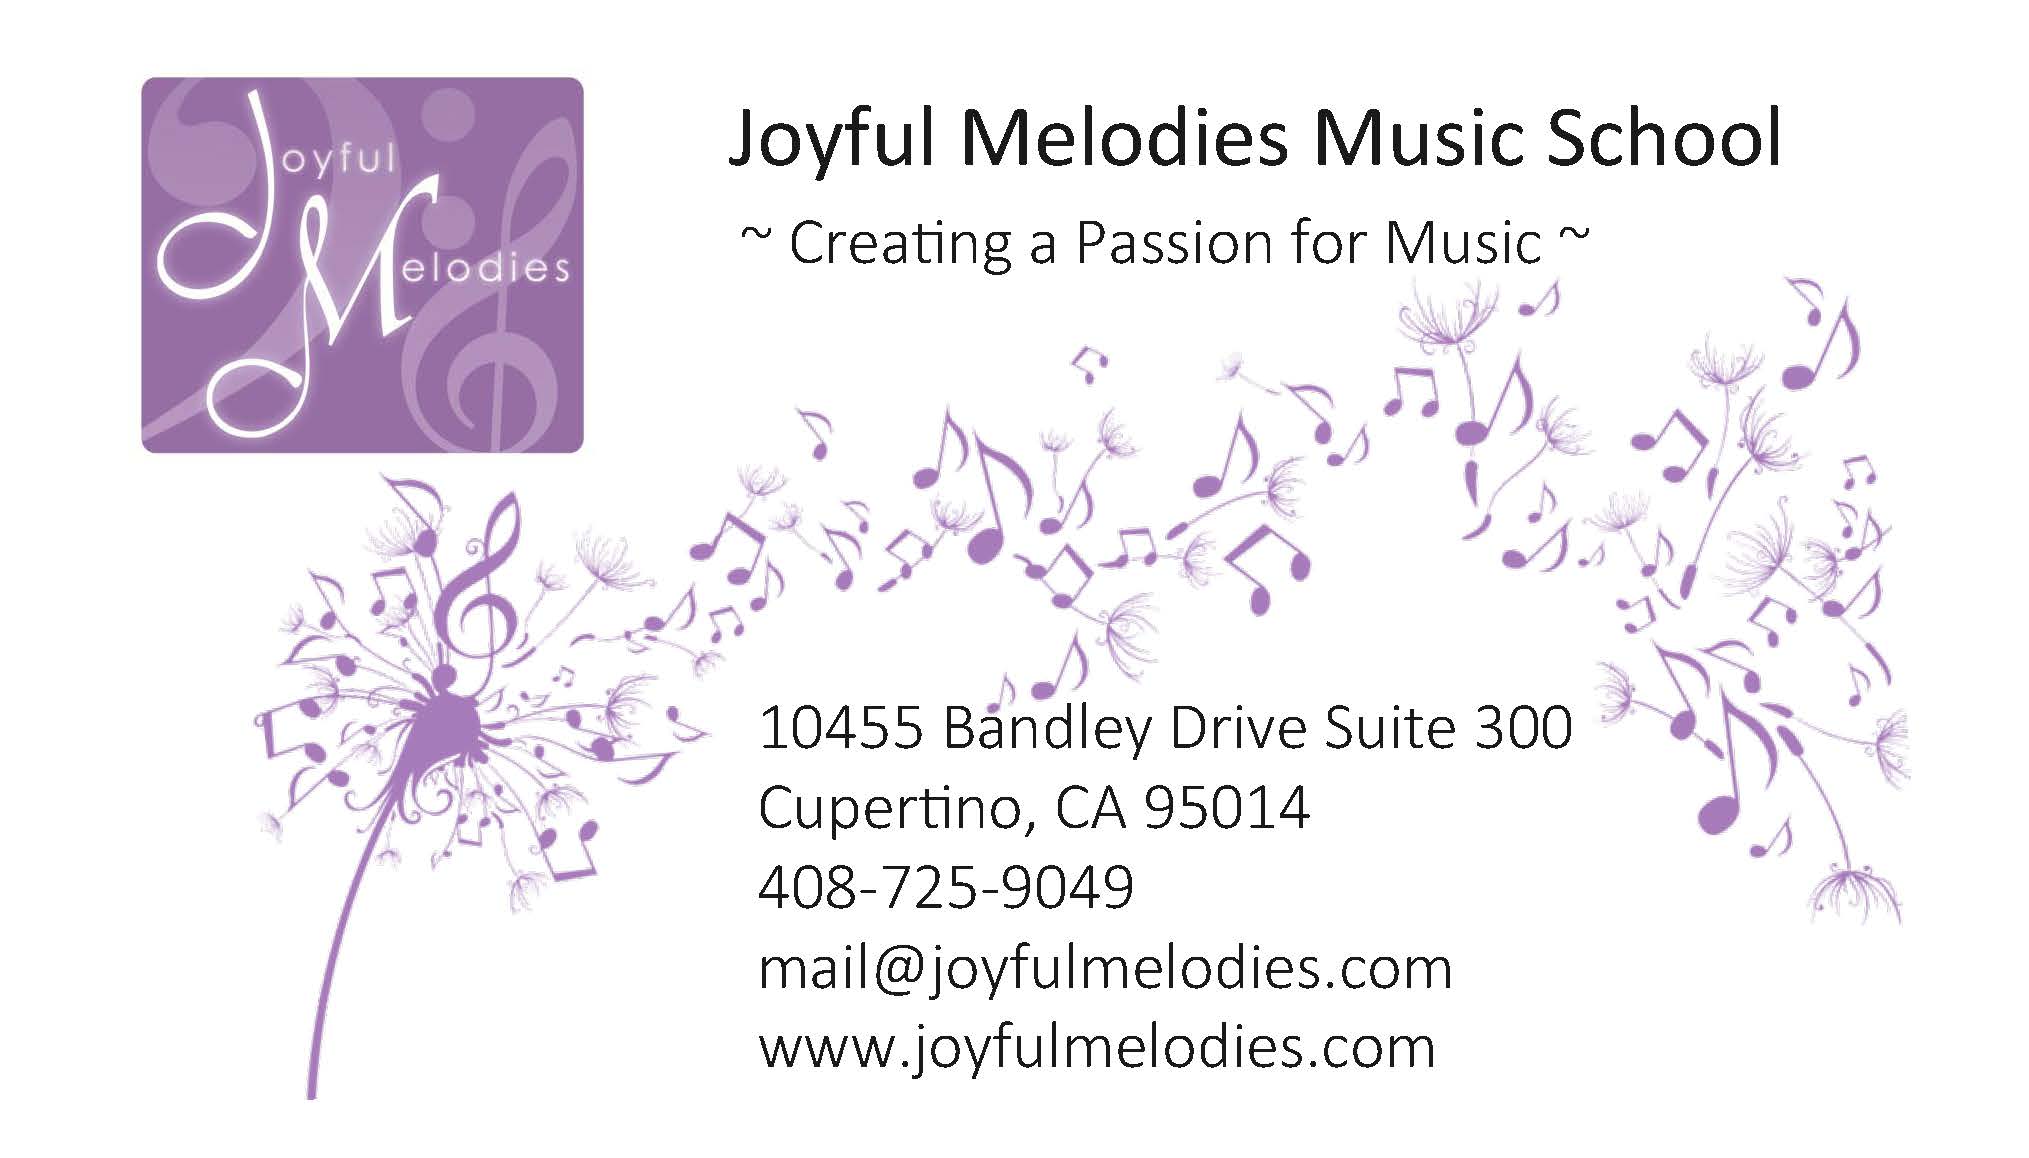 Joyful
Melodies
Joyful Melodies Music School
~ Creating a Passion for Music ~
10455 Bandley Drive Suite 300
Cupertino, CA 95014
408-725-9049
mail@joyfulmelodies.com
www.joyfulmelodies.com